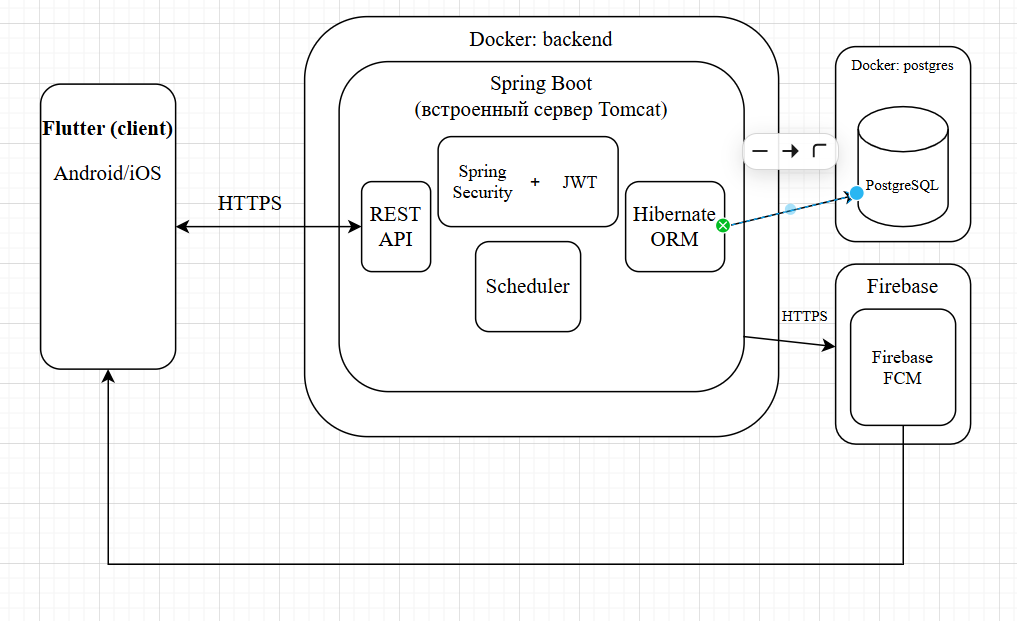 Docker: backend
Spring Boot
(встроенный сервер Tomcat)
Docker: postgres
PostgreSQL
Flutter (client)
Android/iOS
HTTPS
REST
API
Spring
Security
+
JWT
Hibernate
ORM
Scheduler
HTTPS
Firebase
Firebase
FCM